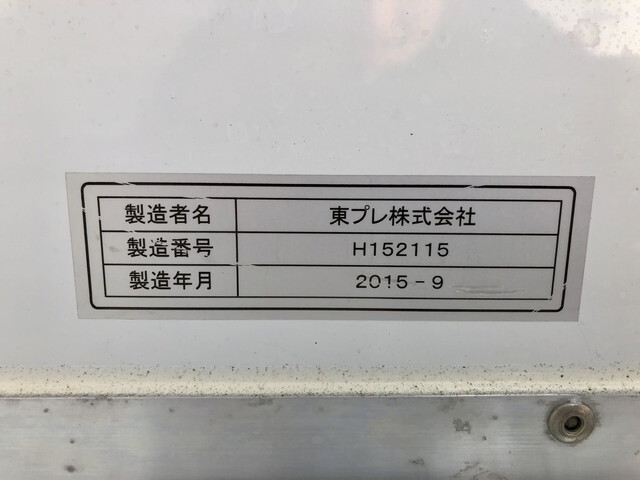 製造者名 東プレ株式会社
製造番号 H152115
製造年月 2015-9